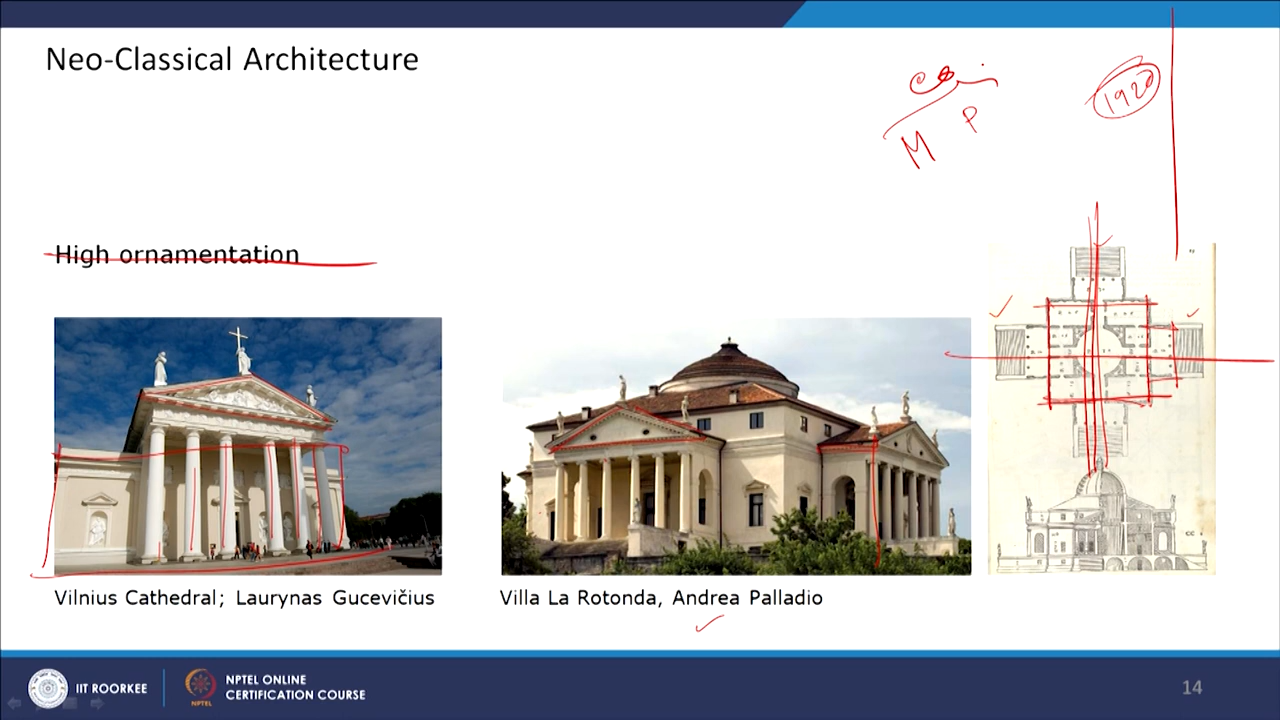 Neo-Classical Architecture
M P
1920
High ornamentation
Vilnius Cathedral; Laurynas Gucevičius
Villa La Rotonda, Andrea Palladio
IIT ROORKEE
NPTEL
NPTEL ONLINE
CERTIFICATION COURSE
14